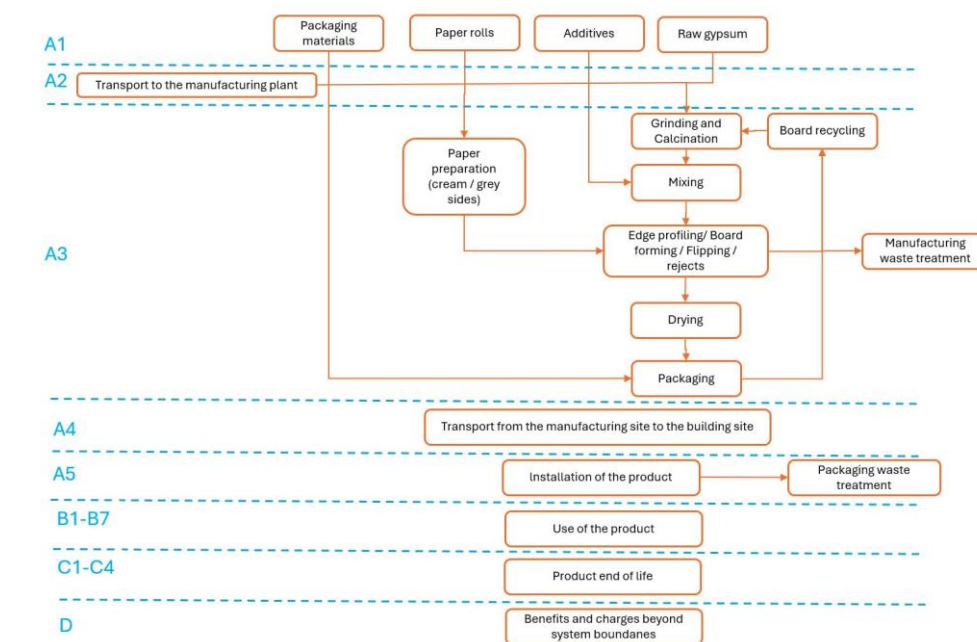 A1
Packaging
materials
Paper rolls
Additives
Raw gypsum
A2
Transport to the manufacturing plant
Grinding and
Calcination
Board recycling
Paper
preparation
(cream / grey
sides)
Mixing
A3
Edge profiling/ Board
forming / Flipping /
rejects
Manufacturing
waste treatment
Drying
Packaging
A4
Transport from the manufacturing site to the building site
A5
Installation of the product
Packaging waste
treatment
B1-B7
Use of the product
C1-C4
Product end of life
D
Benefits and charges beyond
system boundanes